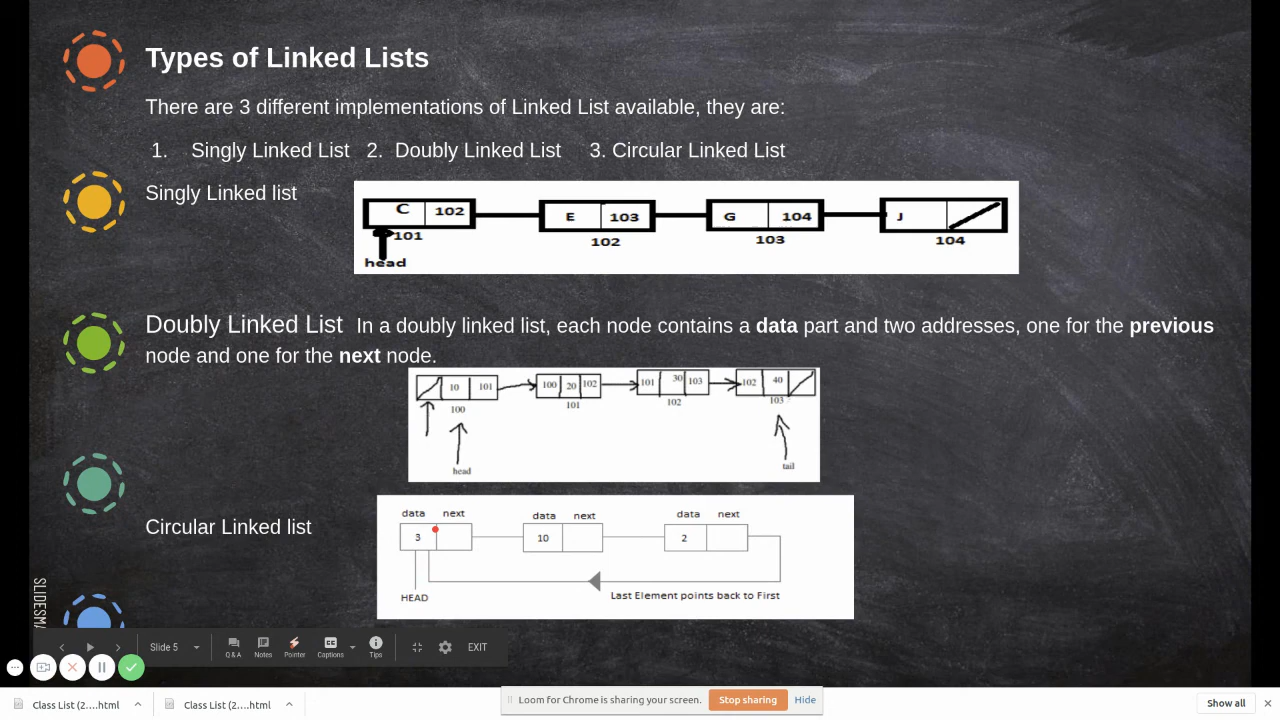 Types of Linked Lists
There are 3 different implementations of Linked List available, they are:
1. Singly Linked List 2. Doubly Linked List 3. Circular Linked List
Singly Linked list
C 102 E 103 G 104 J
101 102 103 104
head
Doubly Linked List In a doubly linked list, each node contains a data part and two addresses, one for the previous
node and one for the next node.
10 101 100 20 102 101 30 103 102 40
100 101 102 103
head tail
Circular Linked list
data next data next data next
3 10 2
HEAD Last Element points back to First
Slide 5 Q & A Notes Pointer Captions Tips EXIT
Class List (2....html Class List (2....html Loom for Chrome is sharing your screen. Stop sharing Hide Show all